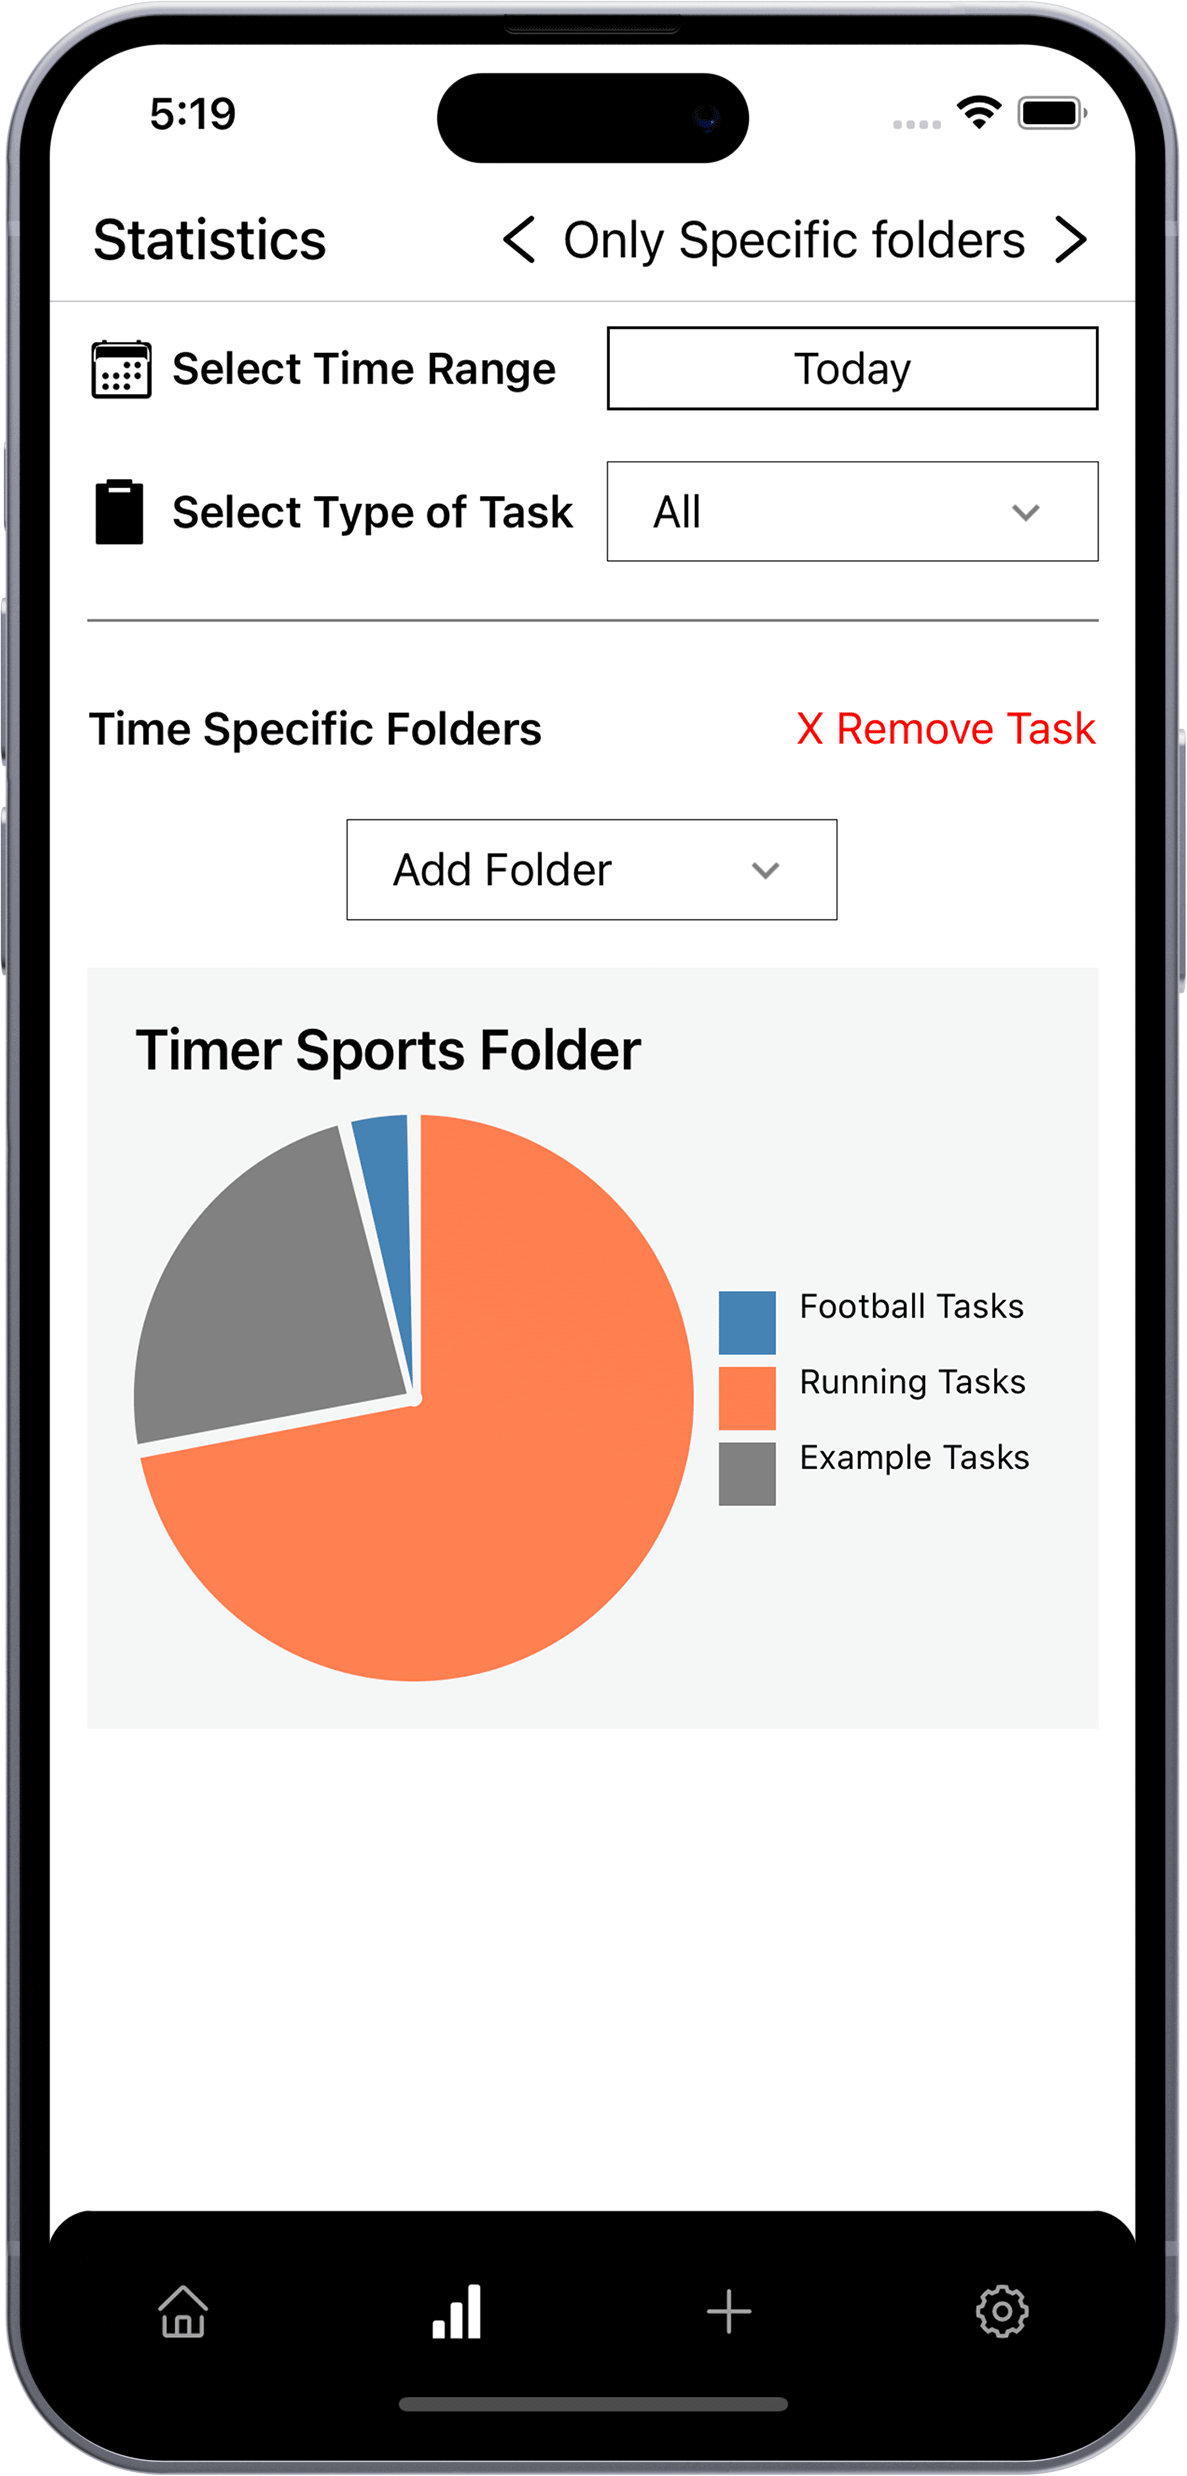 5:19
Statistics
Only Specific folders
Select Time Range
Today
Select Type of Task
All
Time Specific Folders
X Remove Task
Add Folder
Timer Sports Folder
Football Tasks
Running Tasks
Example Tasks